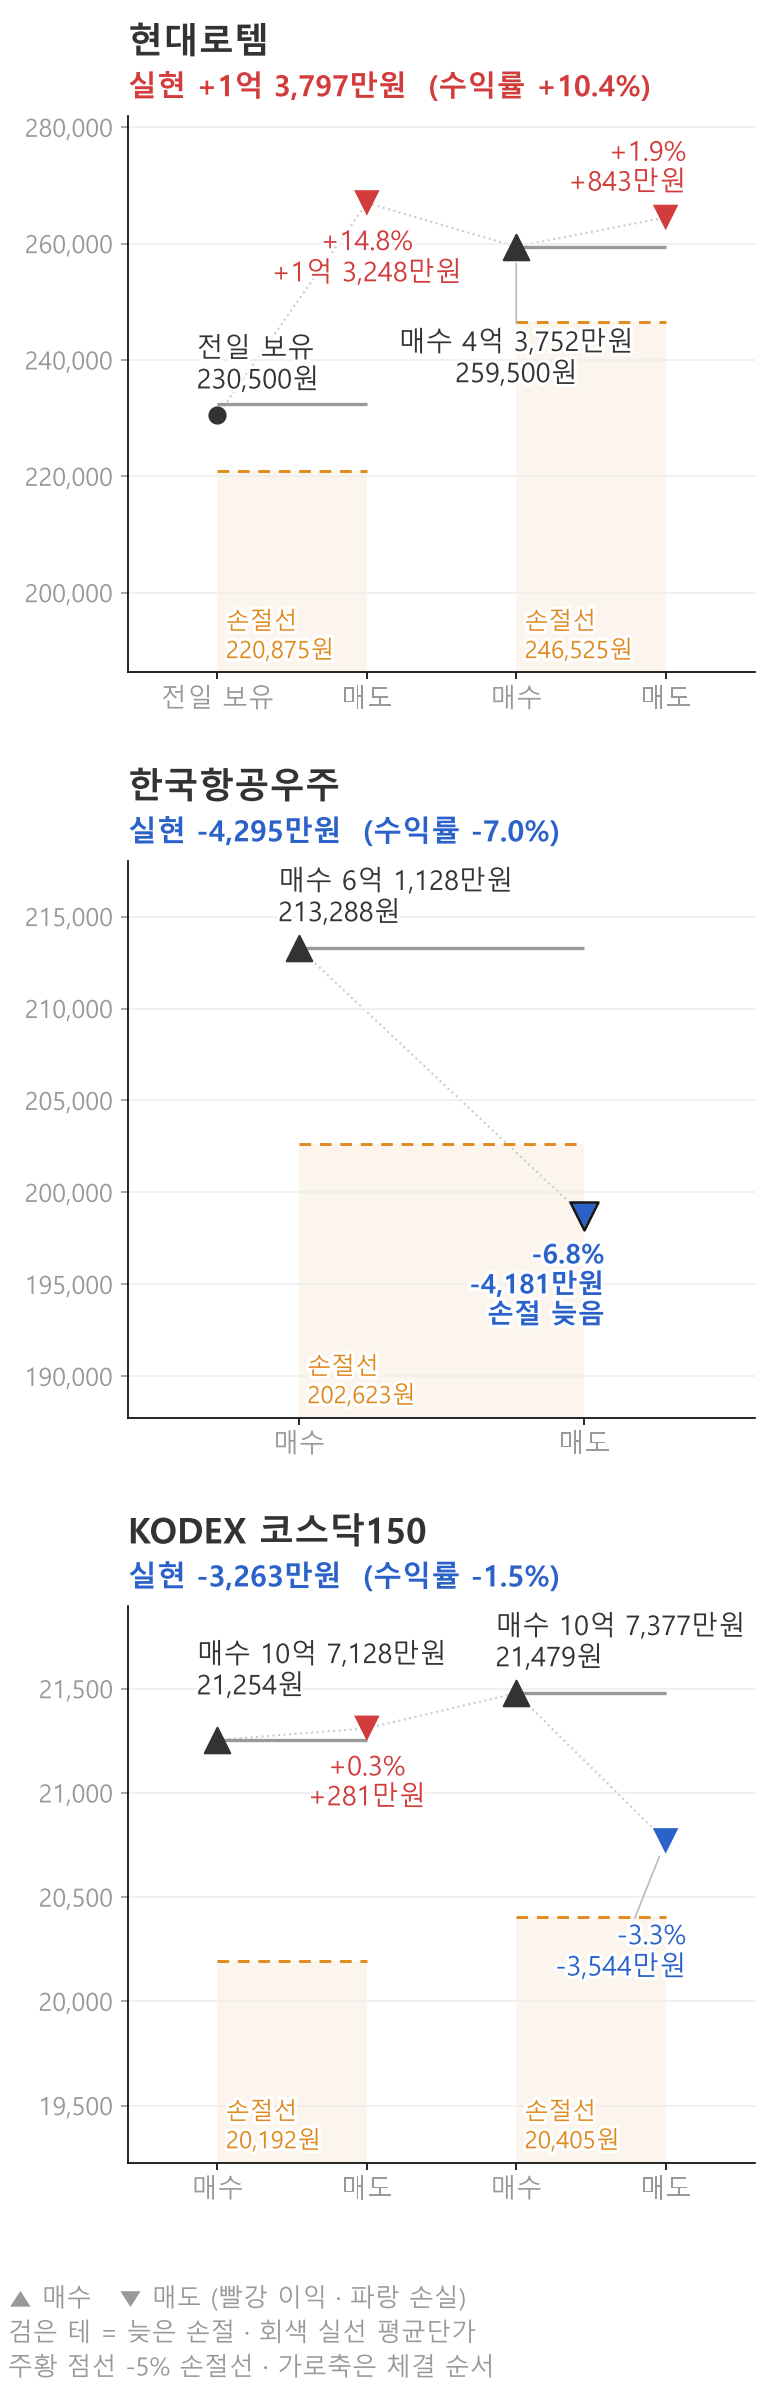 현대로템
실현 +1억 3,797만원 (수익률 +10.4%)
280,000
260,000
240,000
220,000
200,000
+1.9%
+843만원
+14.8%
+1억 3,248만원
전일 보유
230,500원
매수 4억 3,752만원
259,500원
손절선
220,875원
손절선
246,525원
전일 보유 매도 매수 매도
한국항공우주
실현 -4,295만원 (수익률 -7.0%)
매수 6억 1,128만원
213,288원
215,000
210,000
205,000
200,000
195,000
190,000
-6.8%
-4,181만원
손절 늦음
손절선
202,623원
매수 매도
KODEX 코스닥150
실현 -3,263만원 (수익률 -1.5%)
매수 10억 7,377만원
21,479원
매수 10억 7,128만원
21,254원
21,500
21,000
20,500
20,000
19,500
+0.3%
+281만원
-3.3%
-3,544만원
손절선
20,192원
손절선
20,405원
매수 매도 매수 매도
▲ 매수 ▼ 매도 (빨강 이익 · 파랑 손실)
검은 테 = 늦은 손절 · 회색 실선 평균단가
주황 점선 -5% 손절선 · 가로축은 체결 순서